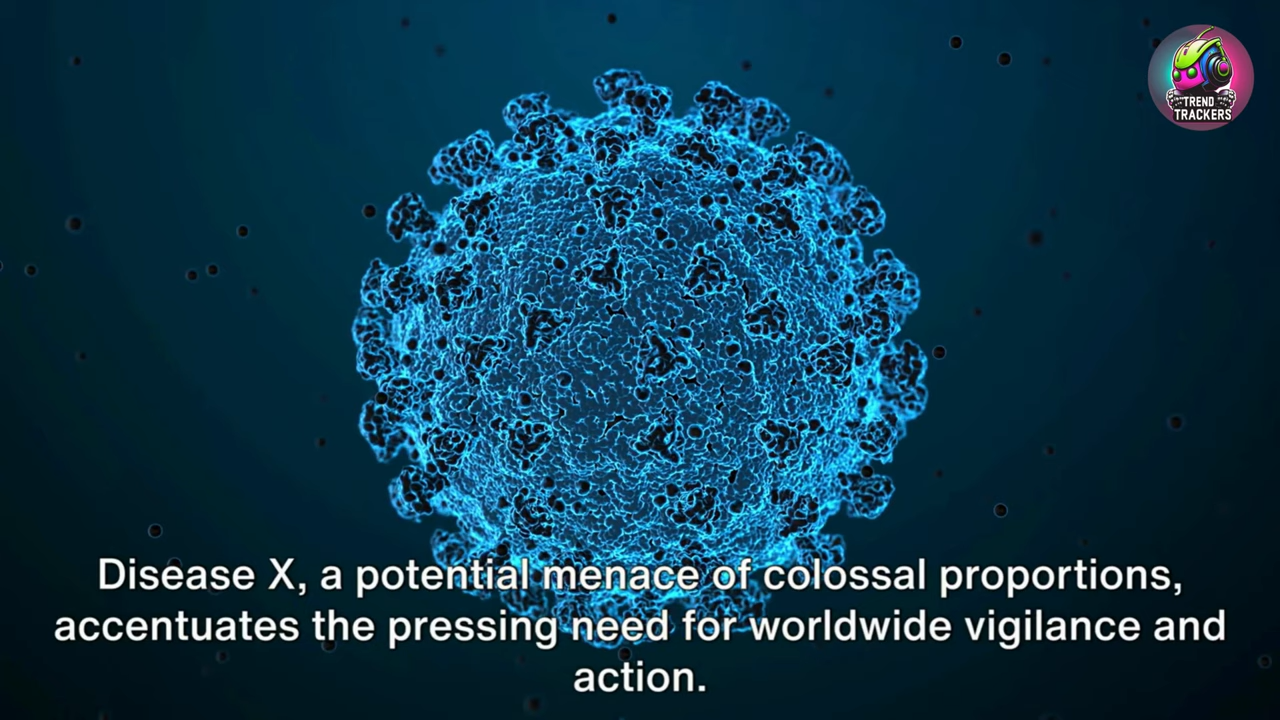 TREND
TRACKERS
Disease X, a potential menace of colossal proportions,
accentuates the pressing need for worldwide vigilance and
action.